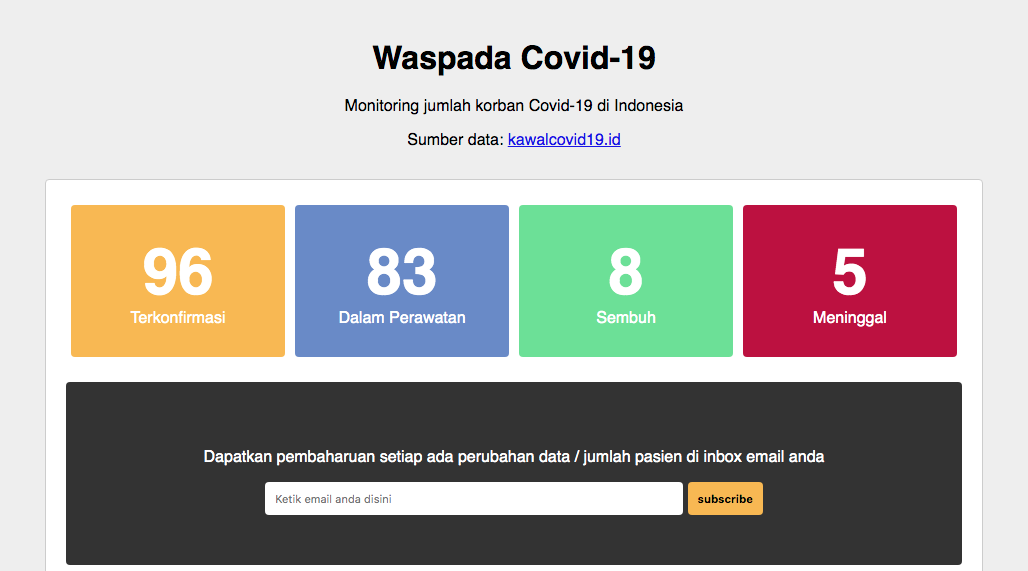 Waspada Covid-19
Monitoring jumlah korban Covid-19 di Indonesia
Sumber data: kawalcovid19.id
96
Terkonfirmasi
83
Dalam Perawatan
8
Sembuh
5
Meninggal
Dapatkan pembaharuan setiap ada perubahan data / jumlah pasien di inbox email anda
Ketik email anda disini
subscribe